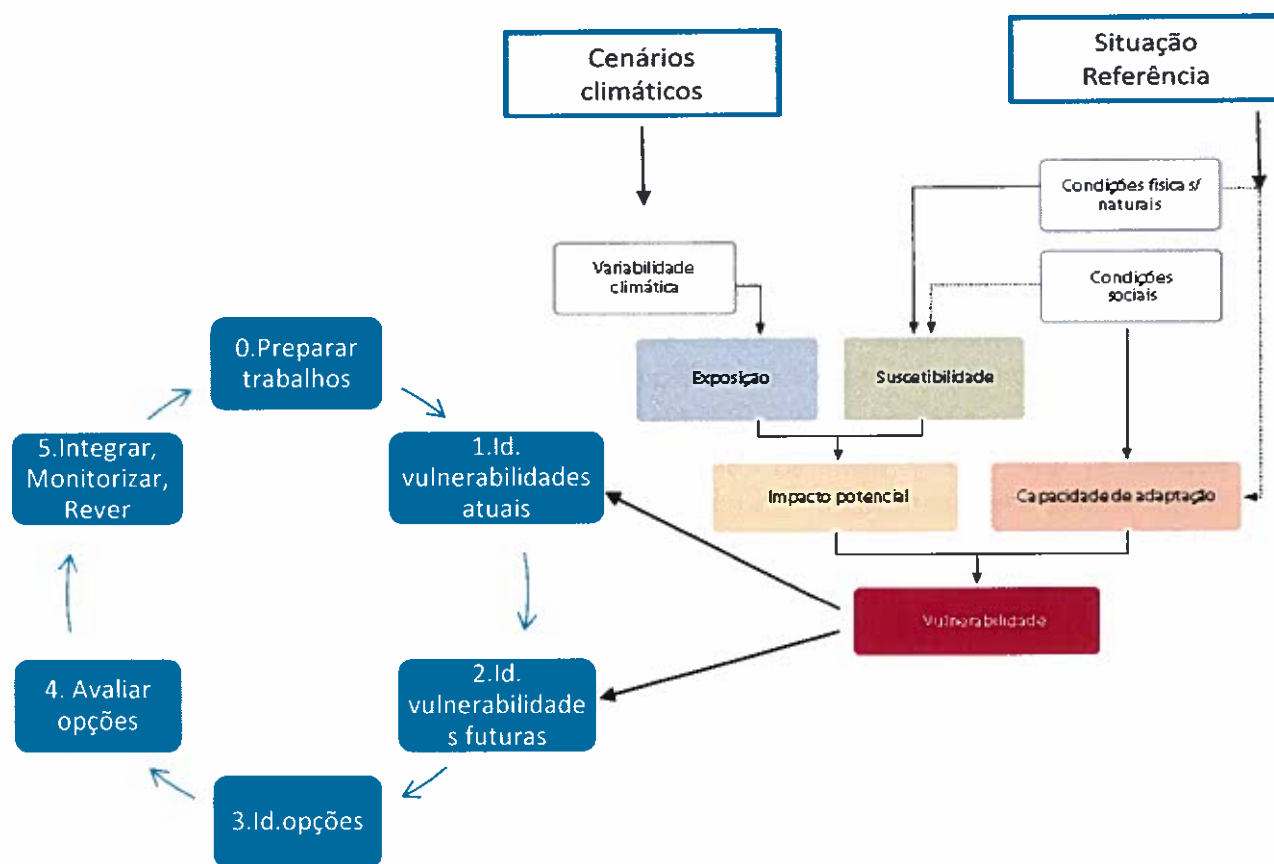 Cenários
climáticos
Situação
Referência
Condições fisicas/
naturais
Variabilidade
climática
Condições
sociais
Exposição
Suscetibilidade
Impacto potencial
Capacidade de adaptação
Vulnerabilidade
0.Preparar
trabalhos
1.Id.
vulnerabilidades
atuais
2.Id.
vulnerabilidade
s futuras
3.Id.opções
4. Avaliar
opções
5.Integrar,
Monitorizar,
Rever